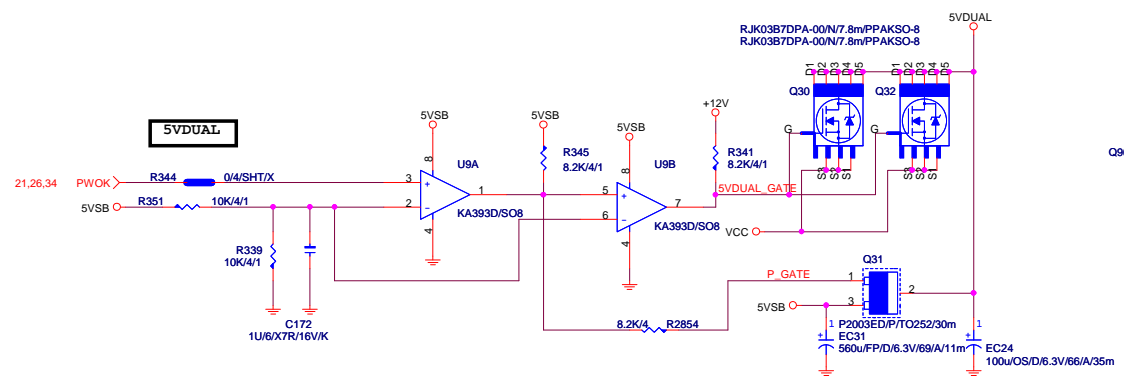 5VDUAL
RJK03B7DPA-00/N/7.8m/PPAKSO-8
RJK03B7DPA-00/N/7.8m/PPAKSO-8
D1 D2 D3 D4 D5
D1 D2 D3 D4 D5
Q30
Q32
+12V
5VSB
5VSB
5VSB
5VDUAL
G
G
R345
8.2K/4/1
U9A
U9B
R341
8.2K/4/1
Q9
8
8
S3 S2 S1
S3 S2 S1
21,26,34
PWOK
R344
0/4/SHT/X
3
+
1
5
+
7
5VDUAL_GATE
5VSB
R351
10K/4/1
2
-
6
-
KA393D/SO8
KA393D/SO8
4
4
VCC
R339
10K/4/1
Q31
P_GATE
1
2
5VSB
3
C172
1U/6/X7R/16V/K
8.2K/4
R2854
P2003ED/P/TO252/30m
1
+
EC31
560u/FP/D/6.3V/69/A/11m
1
+
EC24
100u/OS/D/6.3V/66/A/35m